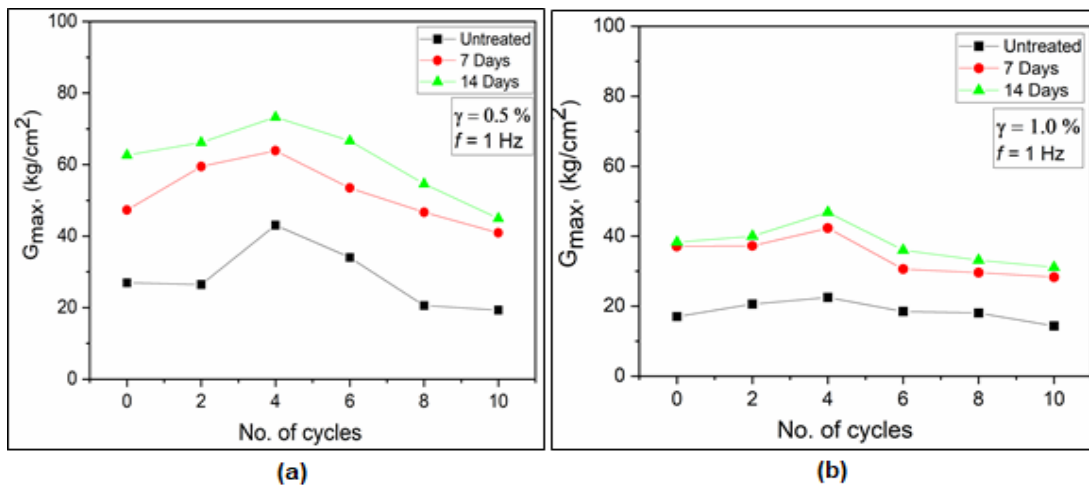 100
80
60
40
20
0
Gmax, (kg/cm²)
Untreated
7 Days
14 Days
γ = 0.5 %
f = 1 Hz
0 2 4 6 8 10
No. of cycles
(a)
100
80
60
40
20
0
Gmax, (kg/cm²)
Untreated
7 Days
14 Days
γ = 1.0 %
f = 1 Hz
0 2 4 6 8 10
No. of cycles
(b)